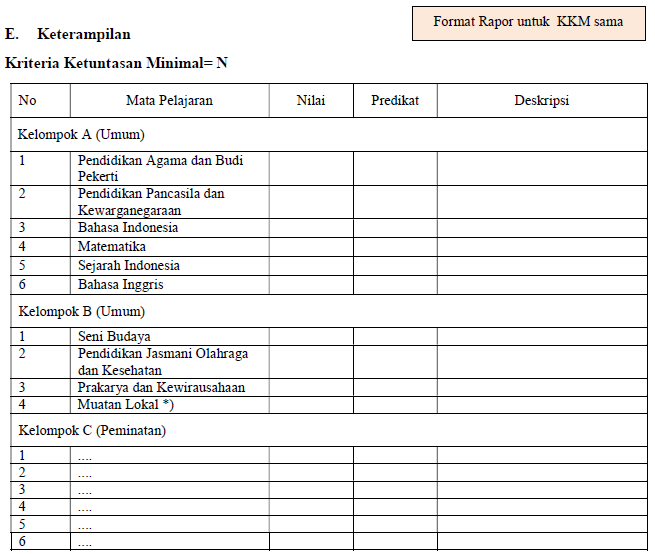 Format Rapor untuk KKM sama
E. Keterampilan
Kriteria Ketuntasan Minimal= N
No Mata Pelajaran Nilai Predikat Deskripsi
Kelompok A (Umum)
1 Pendidikan Agama dan Budi
Pekerti
2 Pendidikan Pancasila dan
Kewarganegaraan
3 Bahasa Indonesia
4 Matematika
5 Sejarah Indonesia
6 Bahasa Inggris
Kelompok B (Umum)
1 Seni Budaya
2 Pendidikan Jasmani Olahraga
dan Kesehatan
3 Prakarya dan Kewirausahaan
4 Muatan Lokal *)
Kelompok C (Peminatan)
1 ....
2 ....
3 ....
4 ....
5 ....
6 ....